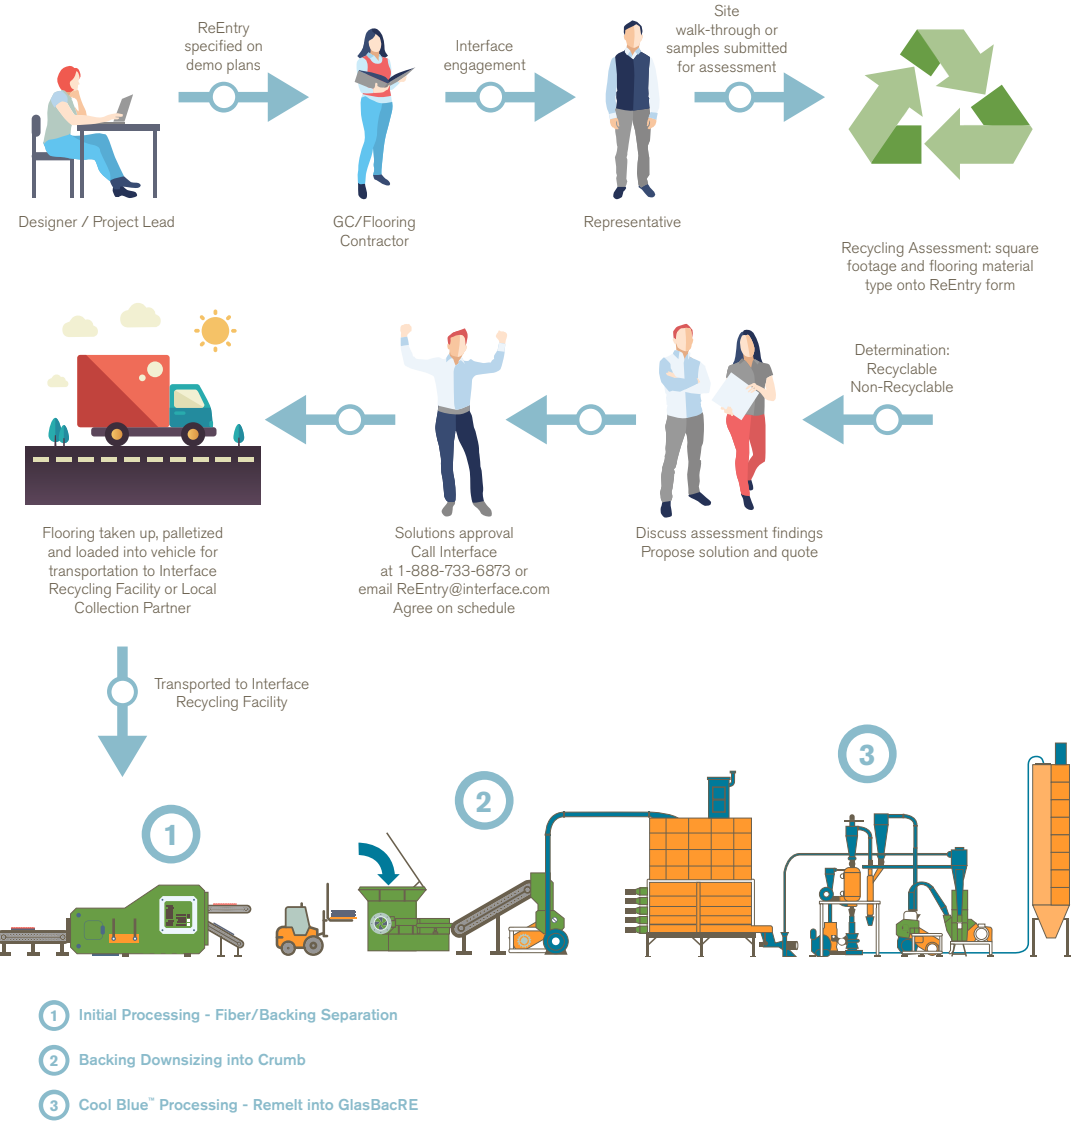 ReEntry
specified on
demo plans
Interface
engagement
Site
walk-through or
samples submitted
for assessment
Designer / Project Lead
GC/Flooring
Contractor
Representative
Recycling Assessment: square
footage and flooring material
type onto ReEntry form
Determination:
Recyclable
Non-Recyclable
Discuss assessment findings
Propose solution and quote
Solutions approval
Call Interface
at 1-888-733-6873 or
email ReEntry@interface.com
Agree on schedule
Flooring taken up, palletized
and loaded into vehicle for
transportation to Interface
Recycling Facility or Local
Collection Partner
Transported to Interface
Recycling Facility
1
2
3
1 Initial Processing - Fiber/Backing Separation
2 Backing Downsizing into Crumb
3 Cool Blue™ Processing - Remelt into GlasBacRE